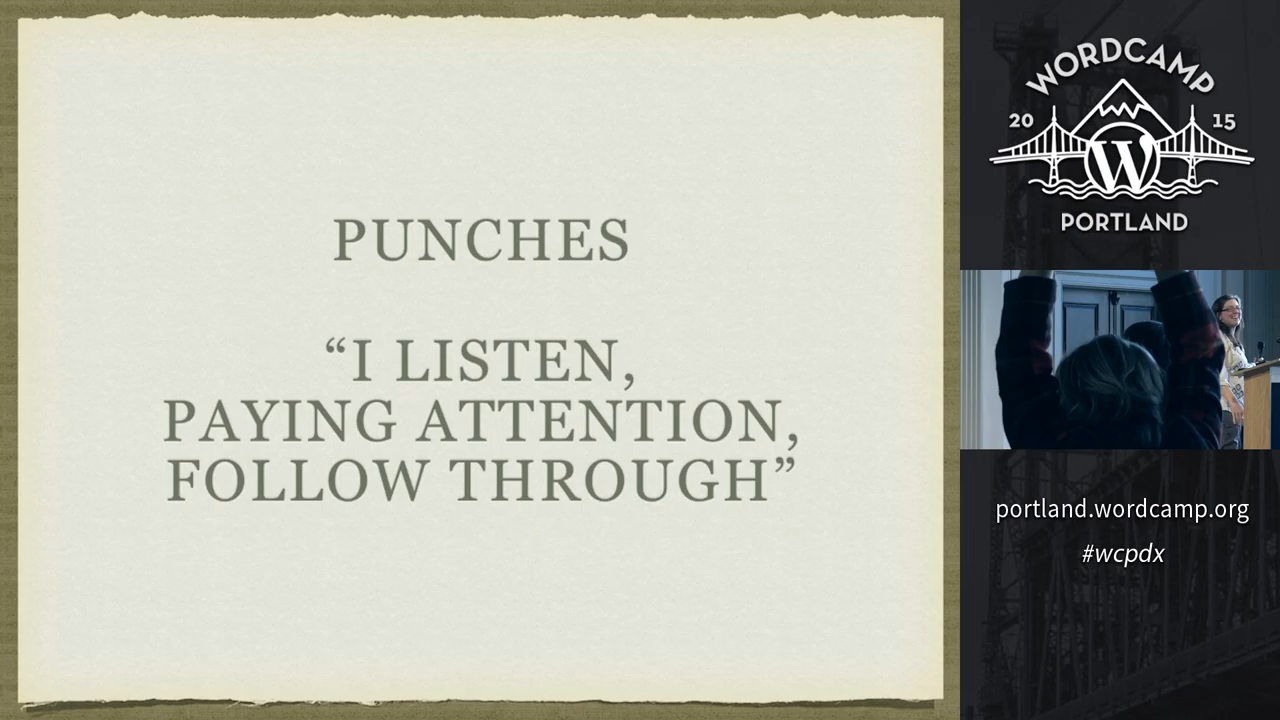 PUNCHES
“I LISTEN,
PAYING ATTENTION,
FOLLOW THROUGH”
WORDCAMP
20 15
W
PORTLAND
portland.wordcamp.org
#wcpdx